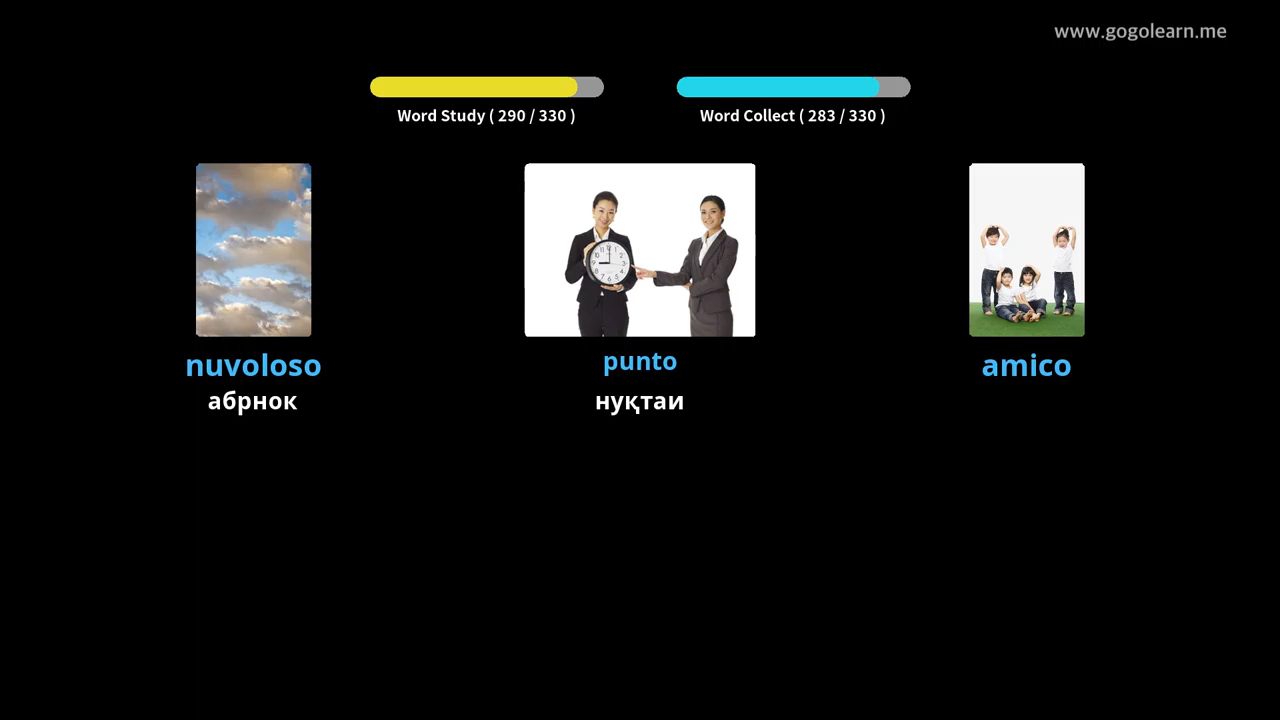 www.gogolearn.me
Word Study ( 290 / 330 )
Word Collect ( 283 / 330 )
nuvoloso
абрнок
punto
нуқтаи
amico